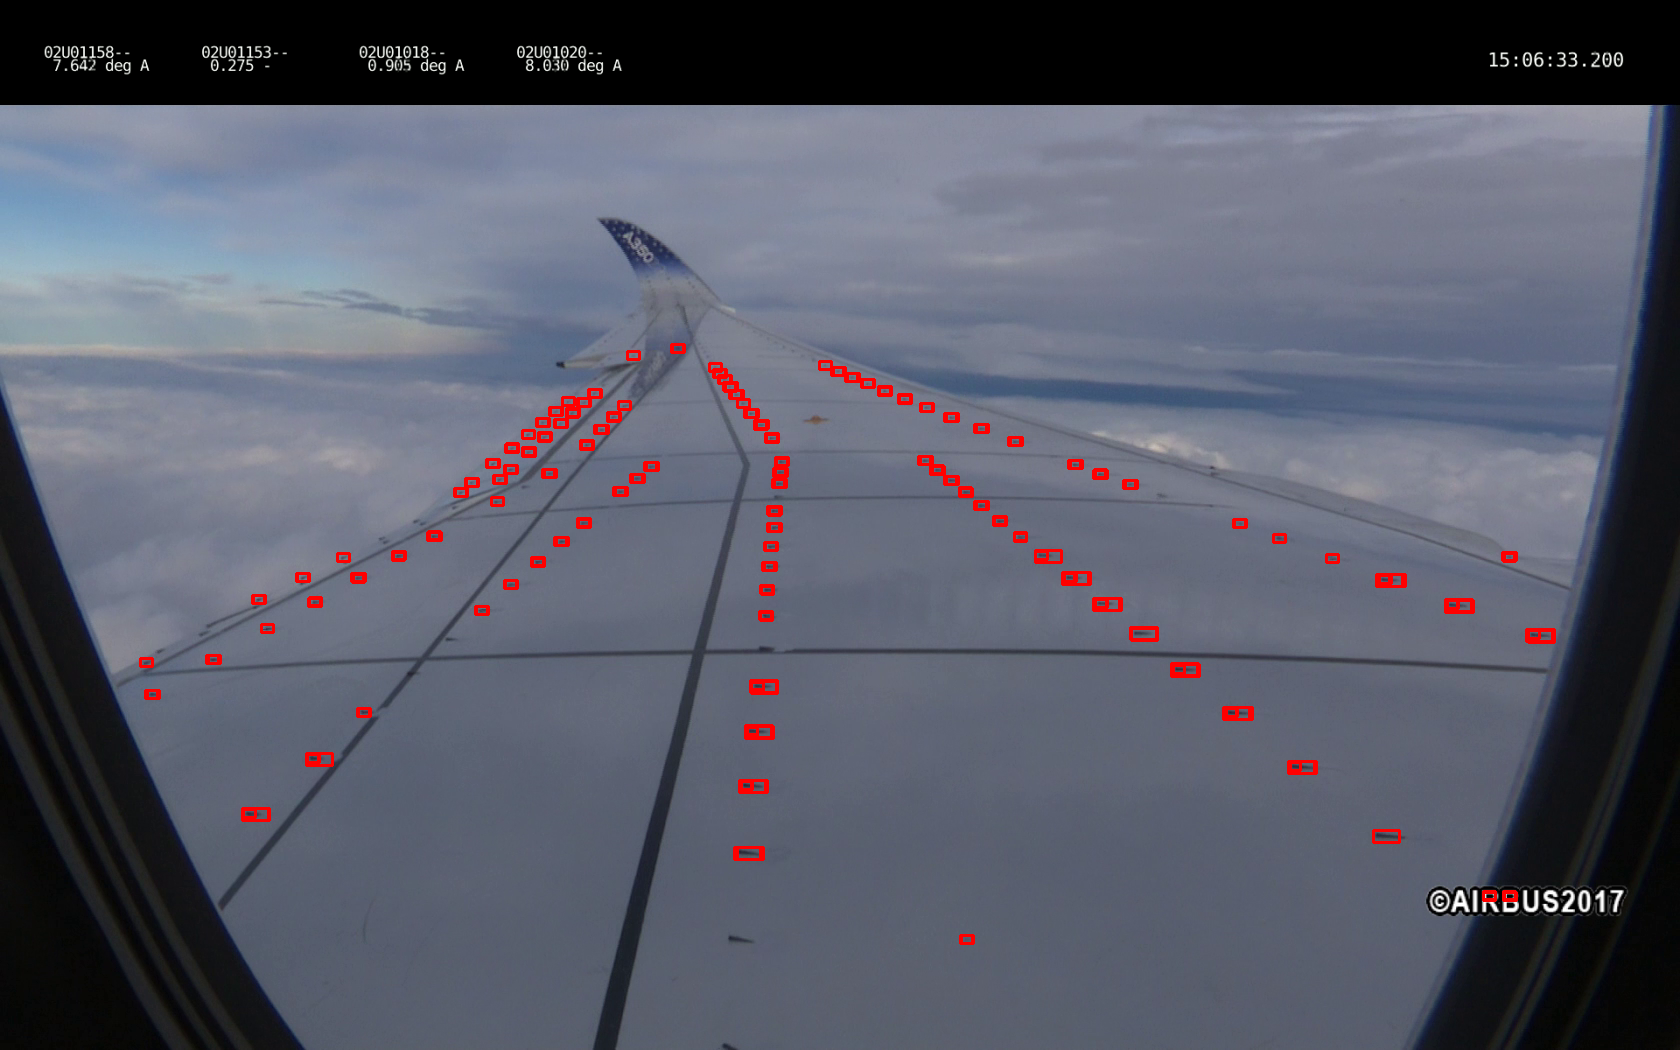 02U01158-- 02U01153-- 02U01018-- 02U01020--
7.642 deg A 0.275 - 0.905 deg A 8.030 deg A
15:06:33.200
A350
©AIRBUS2017